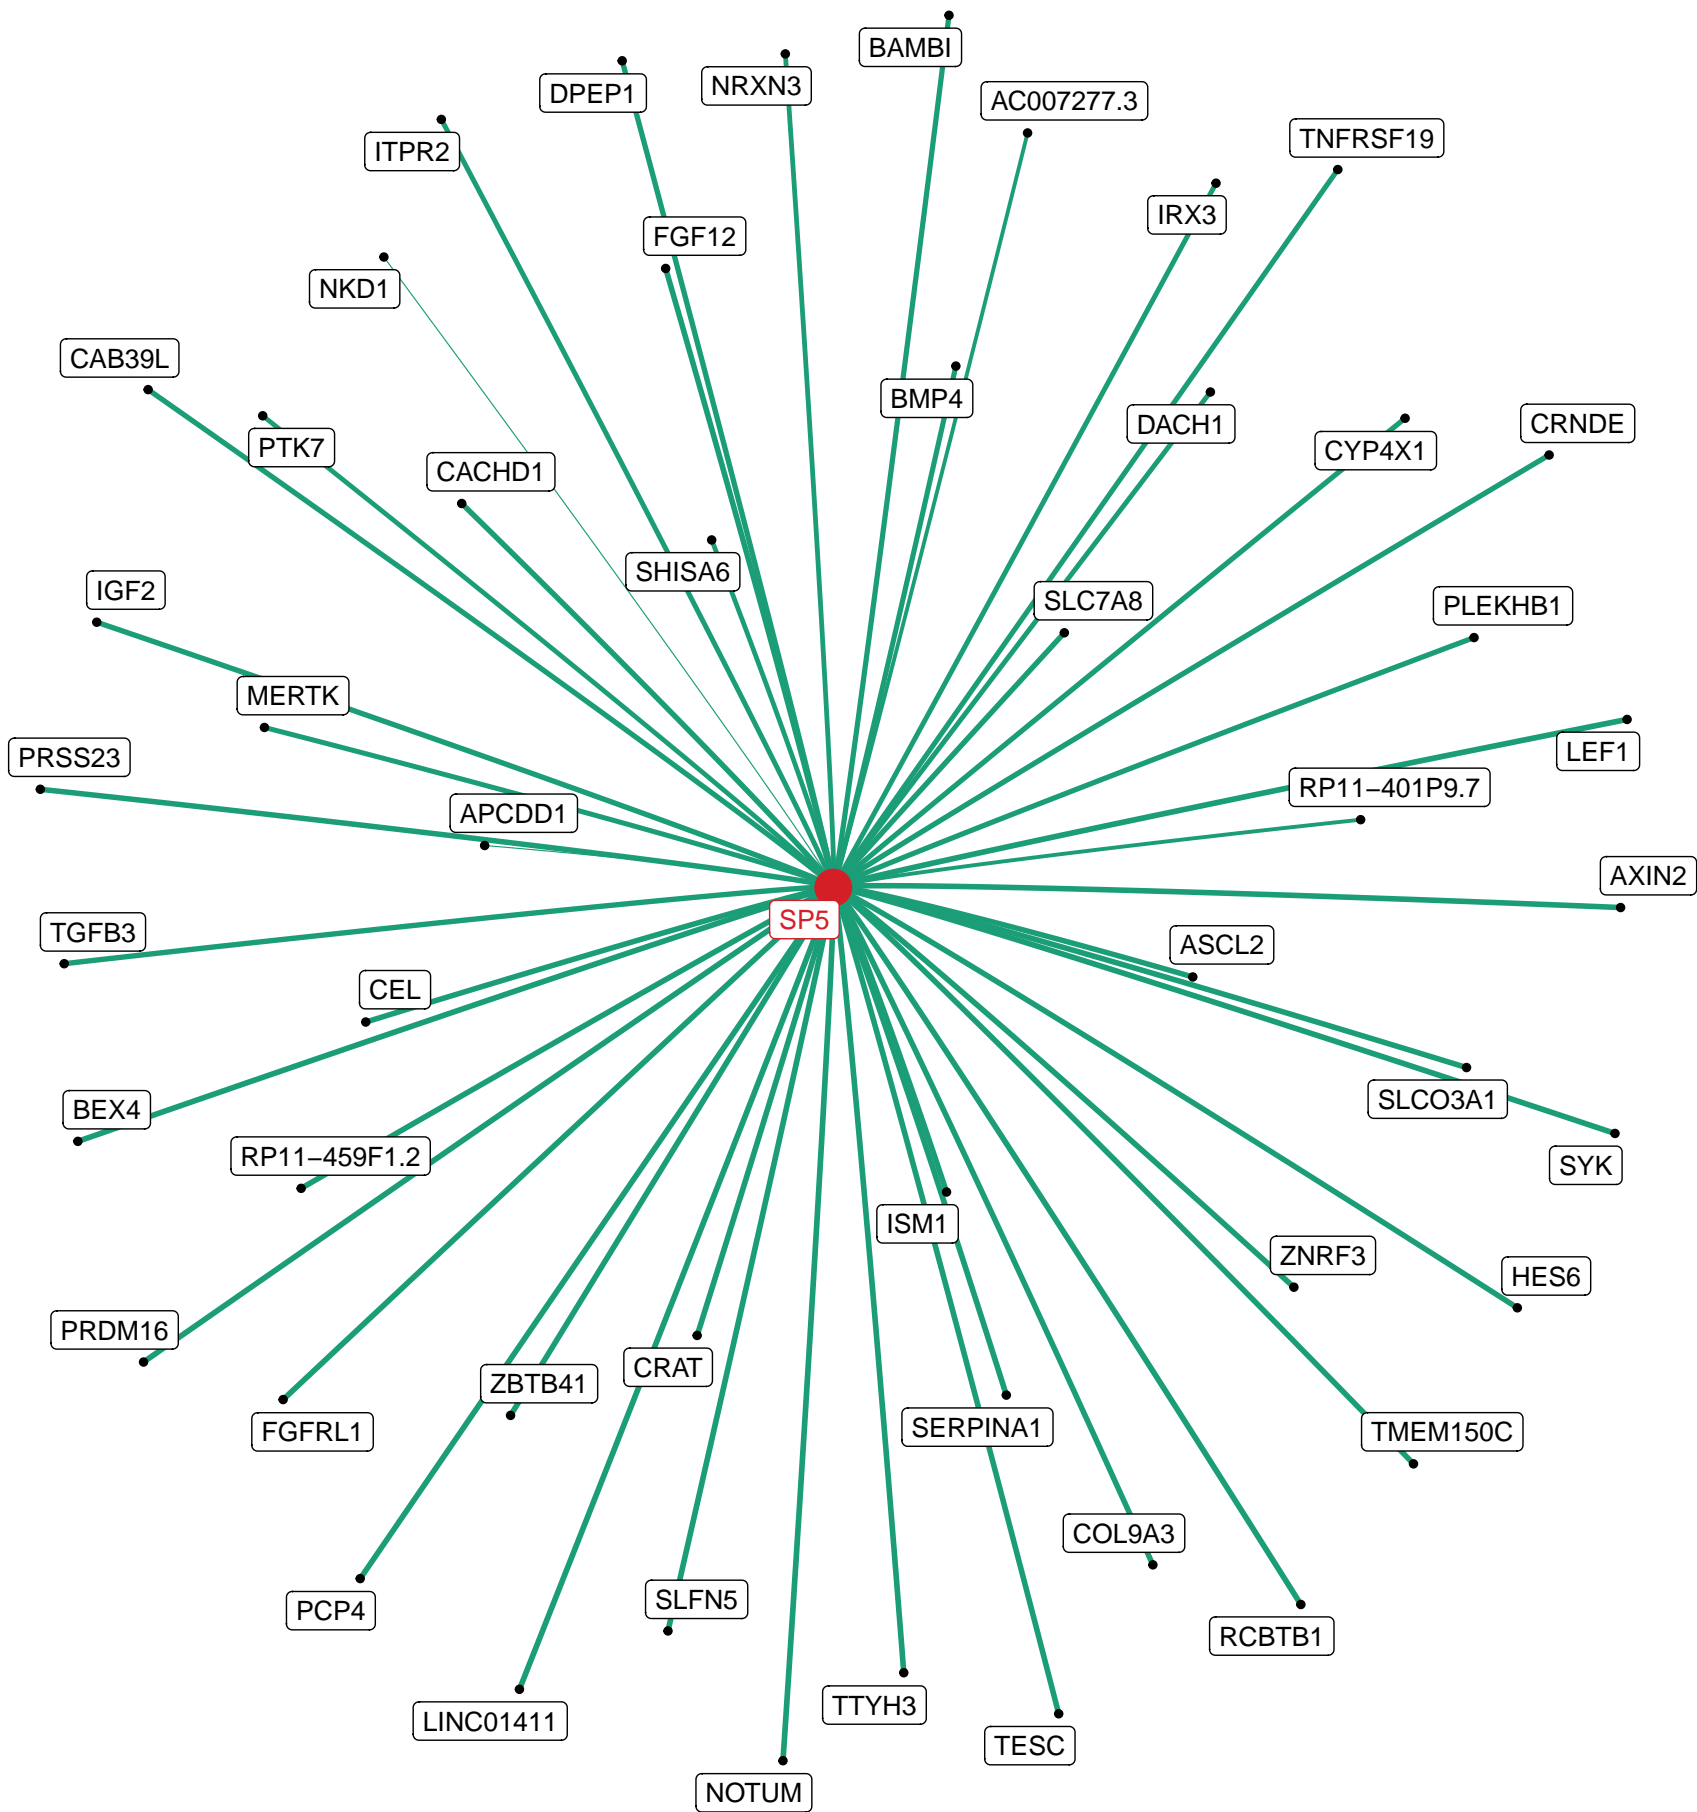 BAMBI
DPEP1
NRXN3
AC007277.3
TNFRSF19
ITPR2
IRX3
FGF12
NKD1
CAB39L
BMP4
DACH1
CRNDE
PTK7
CYP4X1
CACHD1
SHISA6
IGF2
SLC7A8
PLEKHB1
MERTK
LEF1
PRSS23
RP11−401P9.7
APCDD1
AXIN2
SP5
TGFB3
ASCL2
CEL
SLCO3A1
BEX4
RP11−459F1.2
SYK
ISM1
ZNRF3
HES6
PRDM16
CRAT
ZBTB41
SERPINA1
FGFRL1
TMEM150C
COL9A3
SLFN5
PCP4
RCBTB1
TTYH3
LINC01411
TESC
NOTUM